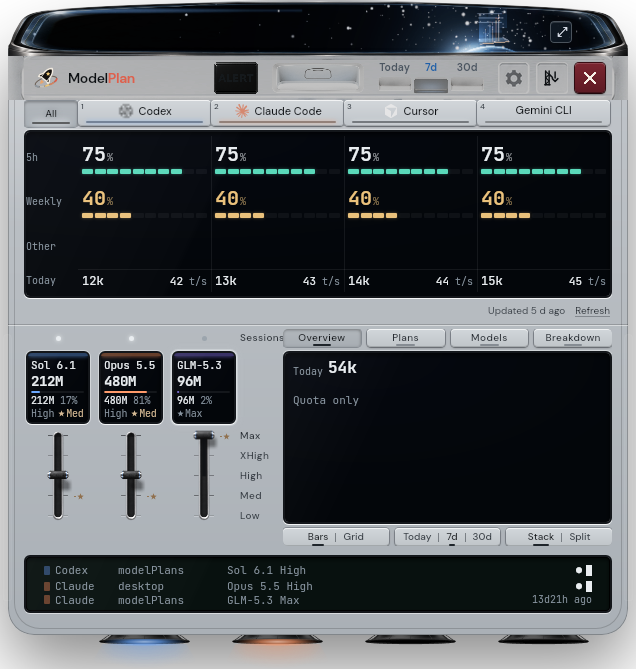 Today 7d 30d
ModelPlan
ALERT
All
1 Codex
2 Claude Code
3 Cursor
4 Gemini CLI
5h 75% 75% 75% 75%
Weekly 40% 40% 40% 40%
Other
Today 12k 42 t/s 13k 43 t/s 14k 44 t/s 15k 45 t/s
Updated 5 d ago Refresh
Sessions
Overview Plans Models Breakdown
Sol 6.1
212M
212M 17%
High ★Med
Opus 5.5
480M
480M 81%
High ★Med
GLM-5.3
96M
96M 2%
★Max
Max
XHigh
High
Med
Low
Today 54k
Quota only
Bars | Grid
Today | 7d | 30d
Stack | Split
Codex modelPlans Sol 6.1 High
Claude desktop Opus 5.5 High
Claude modelPlans GLM-5.3 Max 13d21h ago